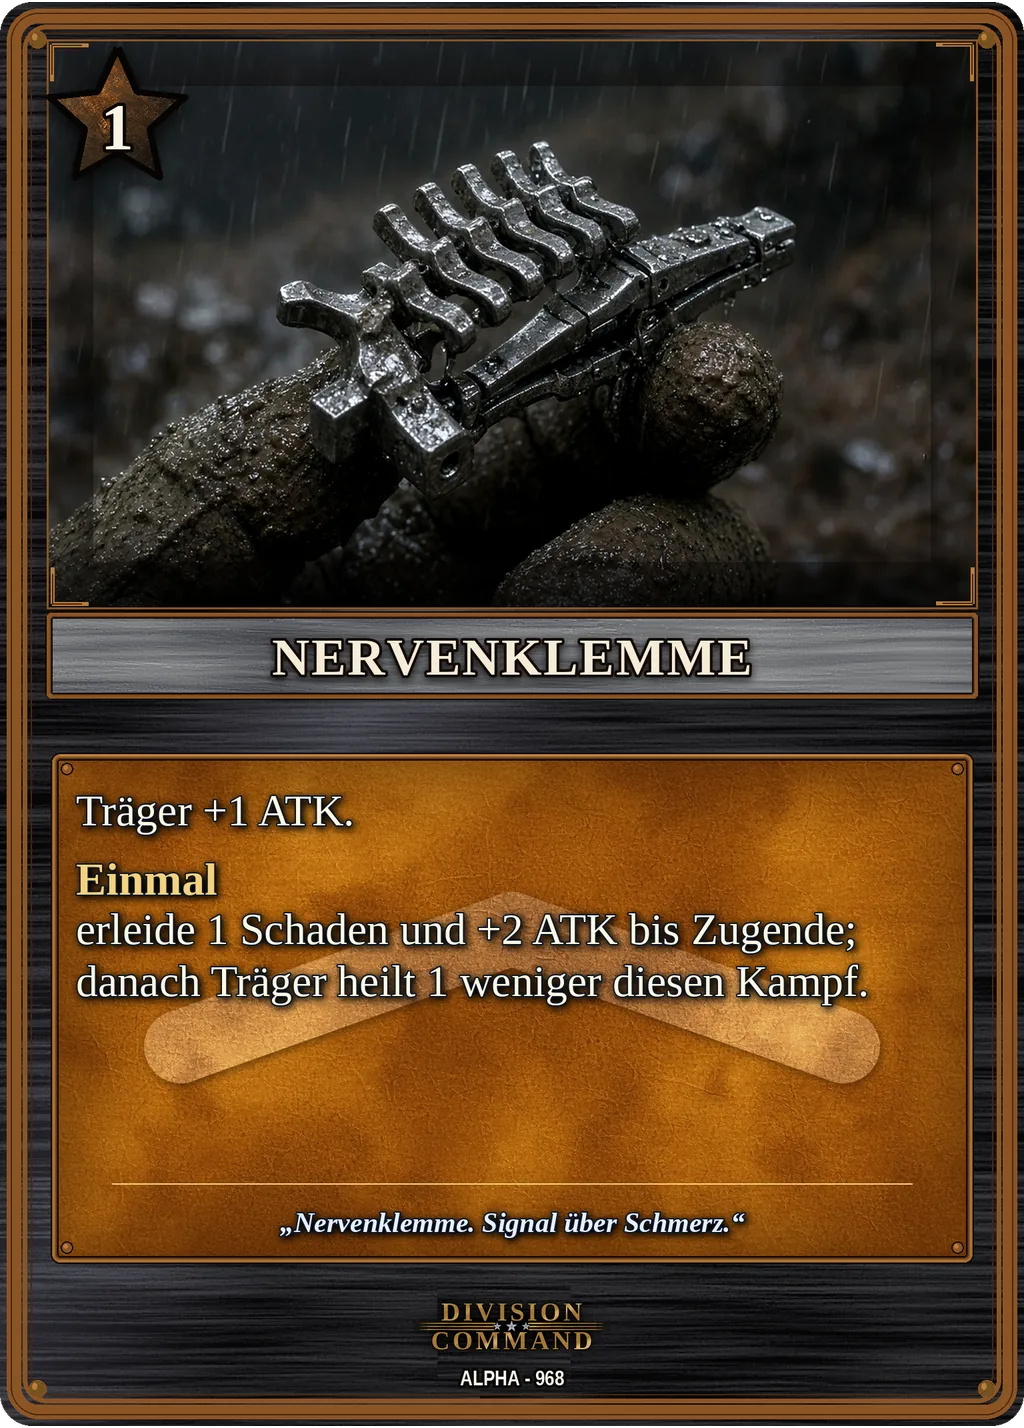 1
NERVENKLEMME
Träger +1 ATK.
Einmal
erleide 1 Schaden und +2 ATK bis Zugende;
danach Träger heilt 1 weniger diesen Kampf.
„Nervenklemme. Signal über Schmerz.“
DIVISION
COMMAND
ALPHA - 968